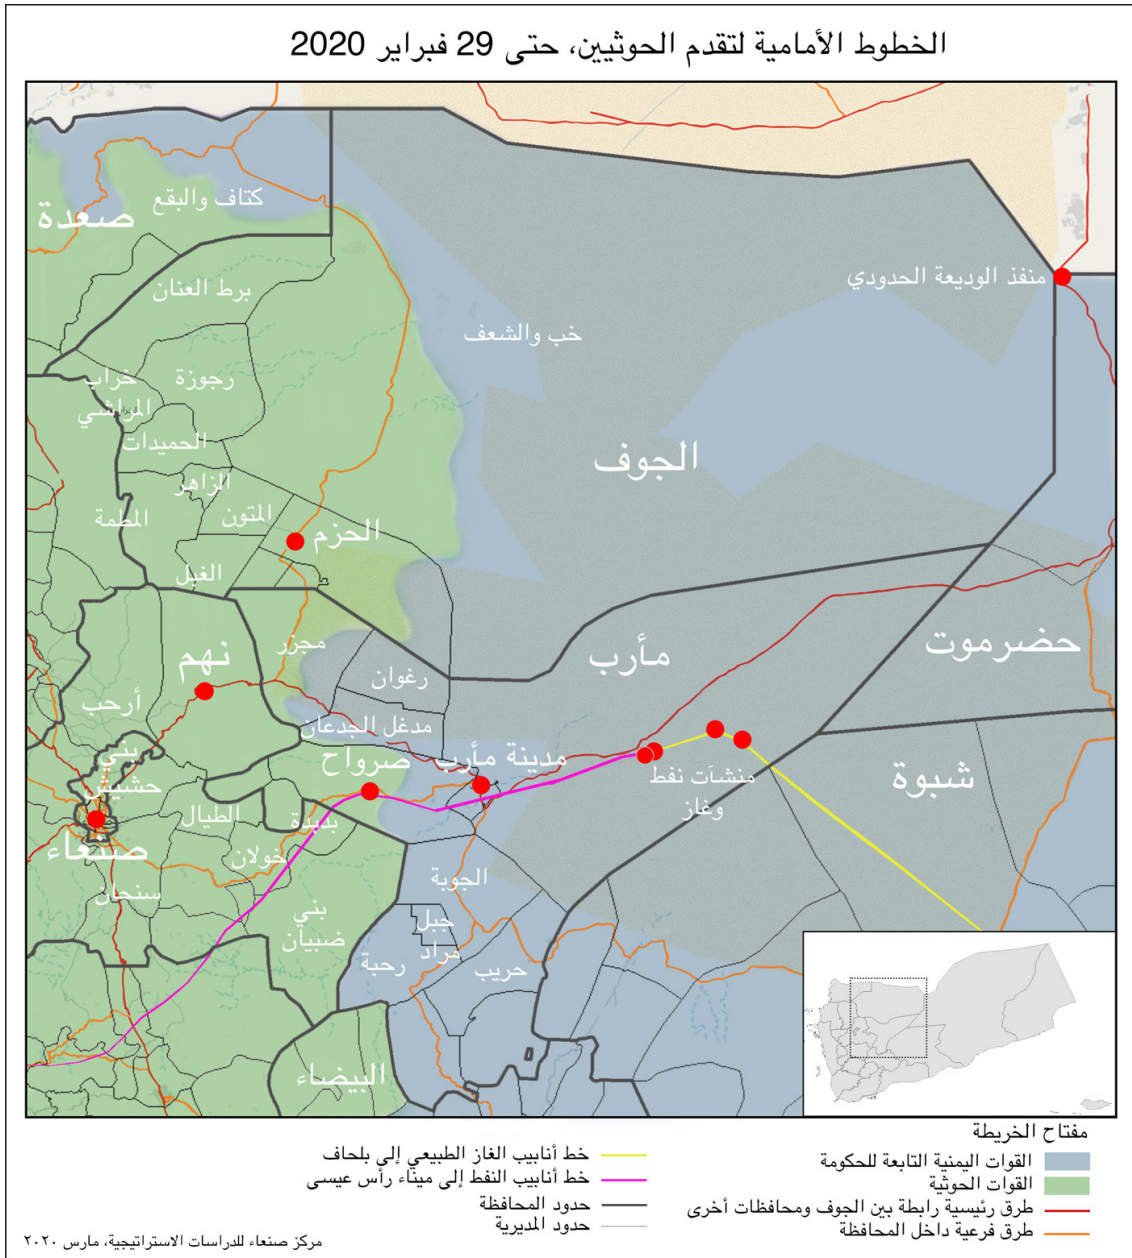 الخطوط الأمامية لتقدم الحوثيين، حتى 29 فبراير 2020
كتاف والبقع
صعدة
منفذ الوديعة الحدودي
برط العنان
خب والشعف
رجوزة
خراب
المراشي
الحميدات
الجوف
الزاهر
المتون
المطمة
الحزم
الغيل
مجزر
حضرموت
نهم
مأرب
رغوان
أرحب
مدغل الجدعان
بني
حشيش
صرواح
مدينة مأرب
منشآت نفط
وغاز
شبوة
الطيال
بدبدة
صنعاء
خولان
سنحان
الجوبة
بني
ضبيان
جبل
مراد
رحبة
حريب
البيضاء
مفتاح الخريطة
القوات اليمنية التابعة للحكومة
القوات الحوثية
طرق رئيسية رابطة بين الجوف ومحافظات أخرى
طرق فرعية داخل المحافظة
خط أنابيب الغاز الطبيعي إلى بلحاف
خط أنابيب النفط إلى ميناء رأس عيسى
حدود المحافظة
حدود المديرية
مركز صنعاء للدراسات الاستراتيجية، مارس ٢٠٢٠